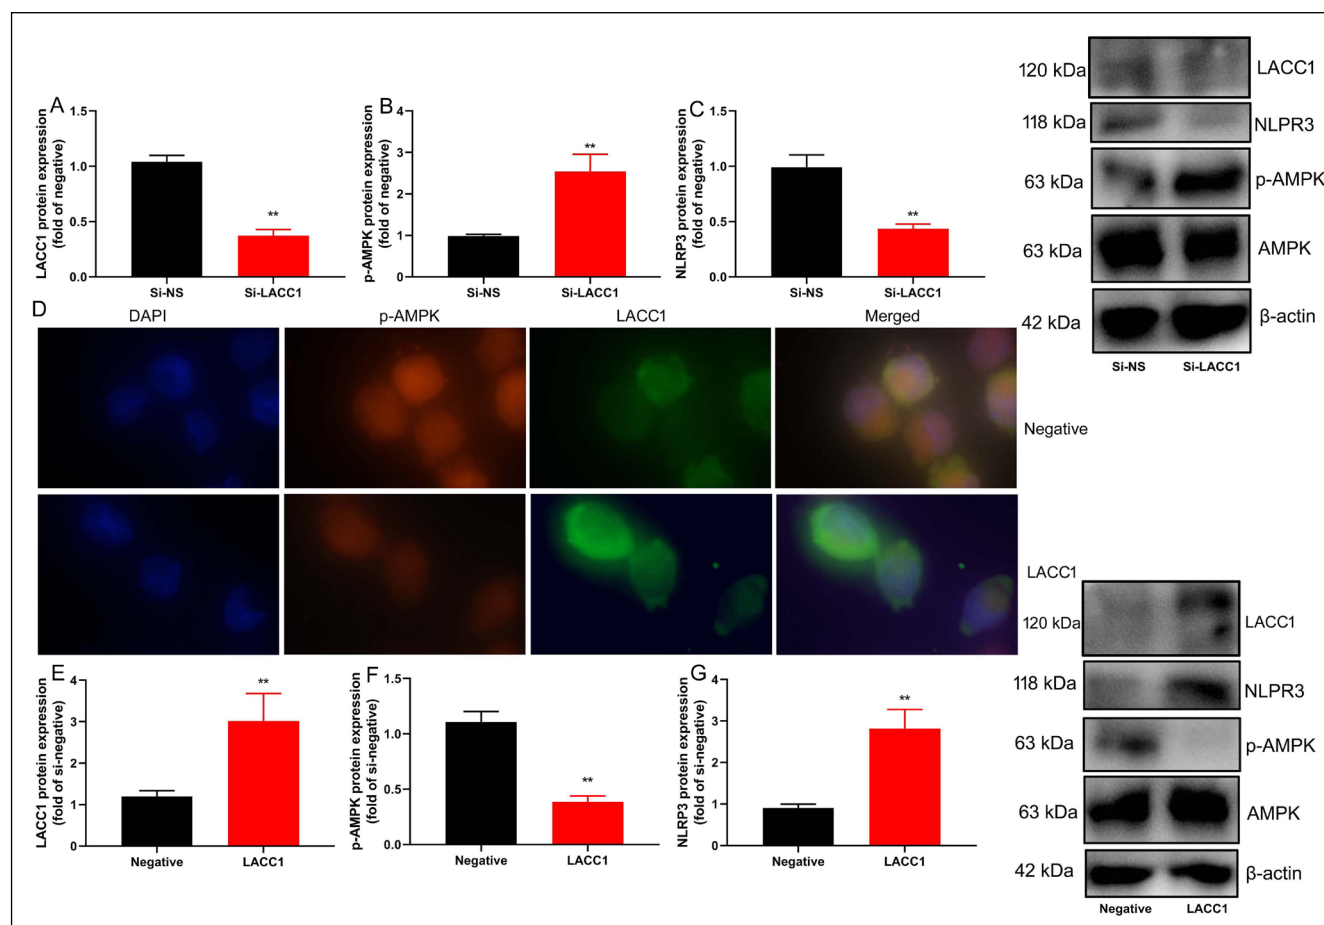 A
LACC1 protein expression
(fold of negative)
1.5
1.0
0.5
0.0
**
Si-NS
Si-LACC1
B
p-AMPK protein expression
(fold of negative)
4
3
2
1
0
**
Si-NS
Si-LACC1
C
NLRP3 protein expression
(fold of negative)
1.5
1.0
0.5
0.0
**
Si-NS
Si-LACC1
120 kDa
LACC1
118 kDa
NLPR3
63 kDa
p-AMPK
63 kDa
AMPK
42 kDa
β-actin
Si-NS
Si-LACC1
D
DAPI
p-AMPK
LACC1
Merged
Negative
LACC1
E
LACC1 protein expression
(fold of si-negative)
4
3
2
1
0
**
Negative
LACC1
F
p-AMPK protein expression
(fold of si-negative)
1.5
1.0
0.5
0.0
**
Negative
LACC1
G
NLRP3 protein expression
(fold of si-negative)
4
3
2
1
0
**
Negative
LACC1
120 kDa
LACC1
118 kDa
NLPR3
63 kDa
p-AMPK
63 kDa
AMPK
42 kDa
β-actin
Negative
LACC1